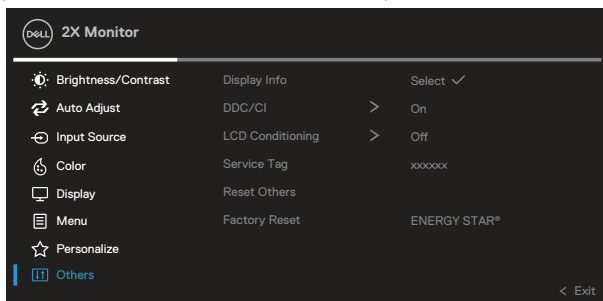 DELL 2X Monitor
Brightness/Contrast Display Info Select ✓
Auto Adjust DDC/CI > On
Input Source LCD Conditioning > Off
Color Service Tag xxxxxx
Display Reset Others
Menu Factory Reset ENERGY STAR®
Personalize
Others
< Exit